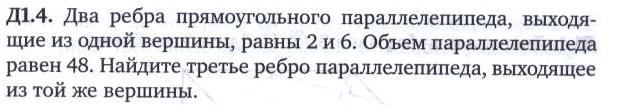 Д1.4. Два ребра прямоугольного параллелепипеда, выходя-
щие из одной вершины, равны 2 и 6. Объем параллелепипеда
равен 48. Найдите третье ребро параллелепипеда, выходящее
из той же вершины.